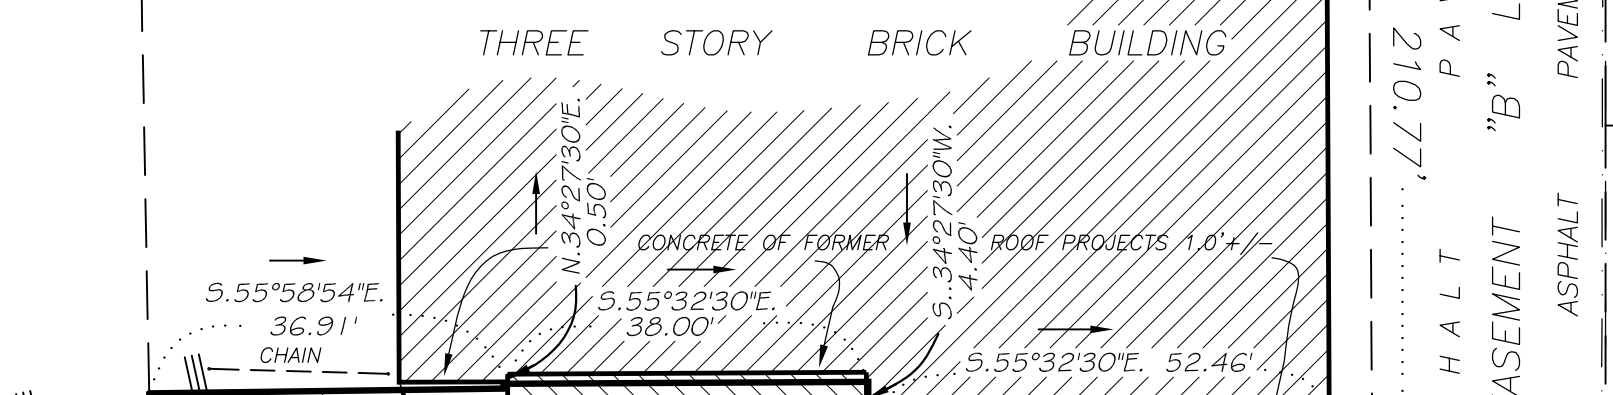 THREE STORY BRICK BUILDING
N.34°27'30"E.
0.50'
S..34°27'30"W.
4.40'
CONCRETE OF FORMER
ROOF PROJECTS 1.0'+/-
S.55°58'54"E.
36.91'
CHAIN
S.55°32'30"E.
38.00'
S.55°32'30"E. 52.46'
210.77'
HALT PA
ASEMENT "B" L
ASPHALT PAVEN